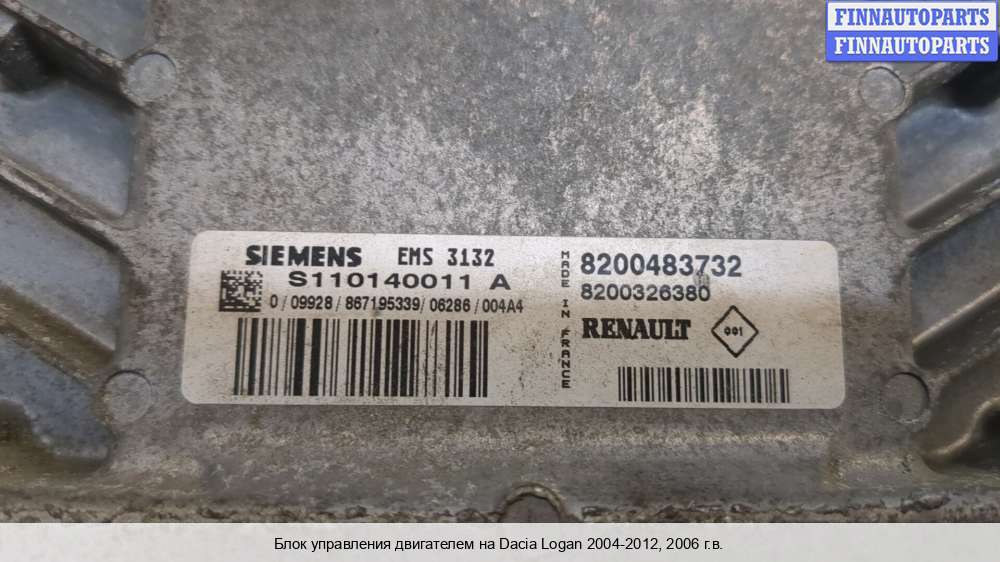 FINNAUTOPARTS
FINNAUTOPARTS
SIEMENS EMS 3132
S110140011 A
0 / 09928 / 867195339 / 06286 / 004A4
MADE IN FRANCE
8200483732
8200326380
RENAULT
001
Блок управления двигателем на Dacia Logan 2004-2012, 2006 г.в.